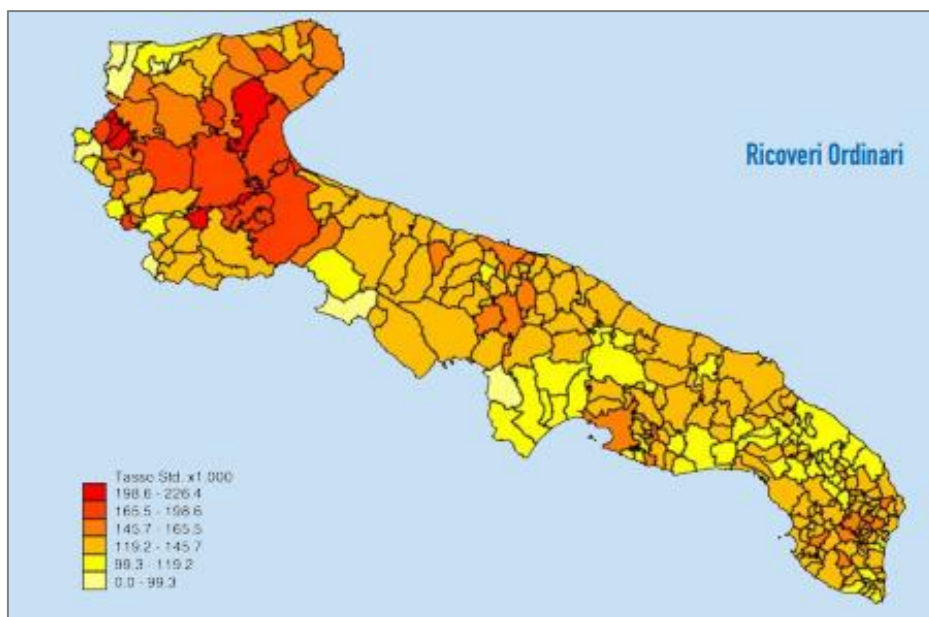 Ricoveri Ordinari
Tasso Std. x1.000
198.6 - 226.4
165.5 - 198.6
145.7 - 165.5
119.2 - 145.7
99.3 - 119.2
0.0 - 99.3